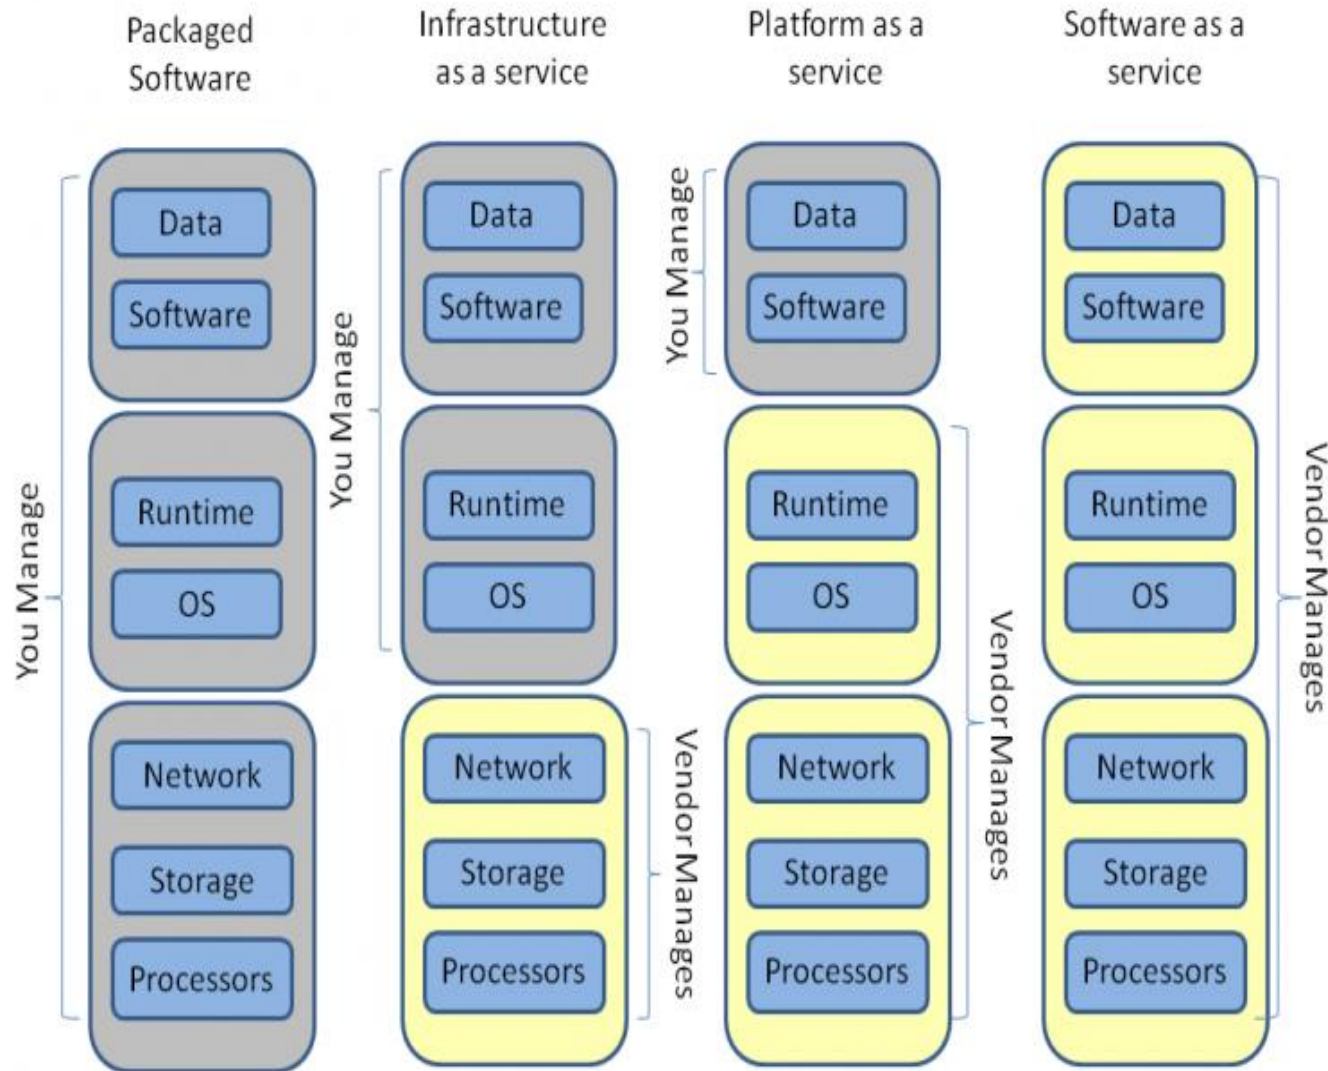 Packaged
Software
You Manage
Data
Software
Runtime
OS
Network
Storage
Processors
Infrastructure
as a service
You Manage
Data
Software
Runtime
OS
Network
Storage
Processors
Vendor Manages
Platform as a
service
You Manage
Data
Software
Runtime
OS
Network
Storage
Processors
Vendor Manages
Software as a
service
Data
Software
Runtime
OS
Network
Storage
Processors
Vendor Manages